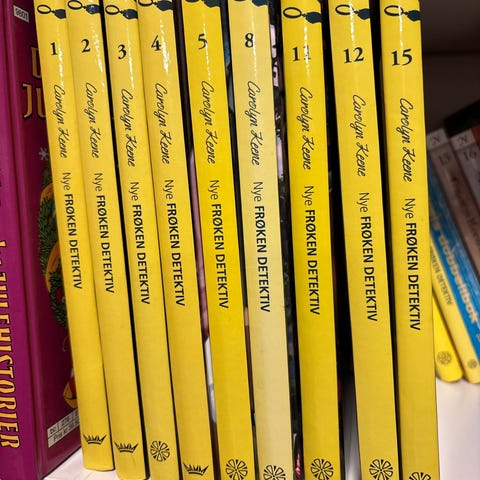 1 Carolyn Keene Nye FRØKEN DETEKTIV
2 Carolyn Keene Nye FRØKEN DETEKTIV
3 Carolyn Keene Nye FRØKEN DETEKTIV
4 Carolyn Keene Nye FRØKEN DETEKTIV
5 Carolyn Keene Nye FRØKEN DETEKTIV
8 Carolyn Keene Nye FRØKEN DETEKTIV
11 Carolyn Keene Nye FRØKEN DETEKTIV
12 Carolyn Keene Nye FRØKEN DETEKTIV
15 Carolyn Keene Nye FRØKEN DETEKTIV
JULEHISTORIER